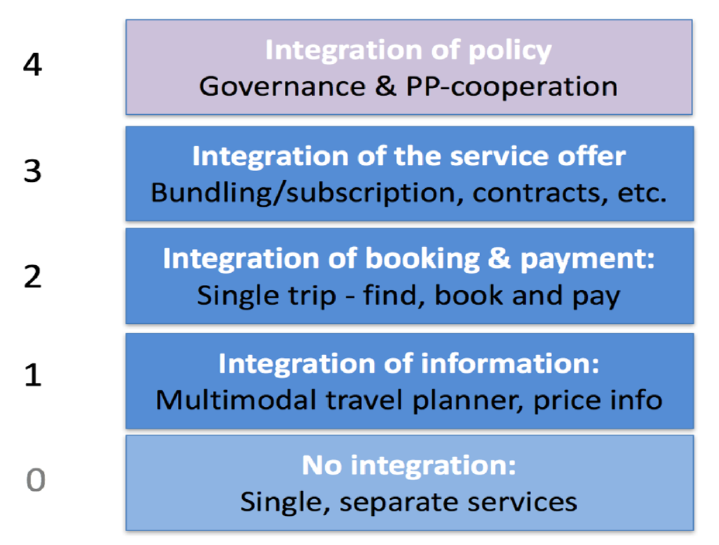 4
Integration of policy
Governance & PP-cooperation
3
Integration of the service offer
Bundling/subscription, contracts, etc.
2
Integration of booking & payment:
Single trip - find, book and pay
1
Integration of information:
Multimodal travel planner, price info
0
No integration:
Single, separate services